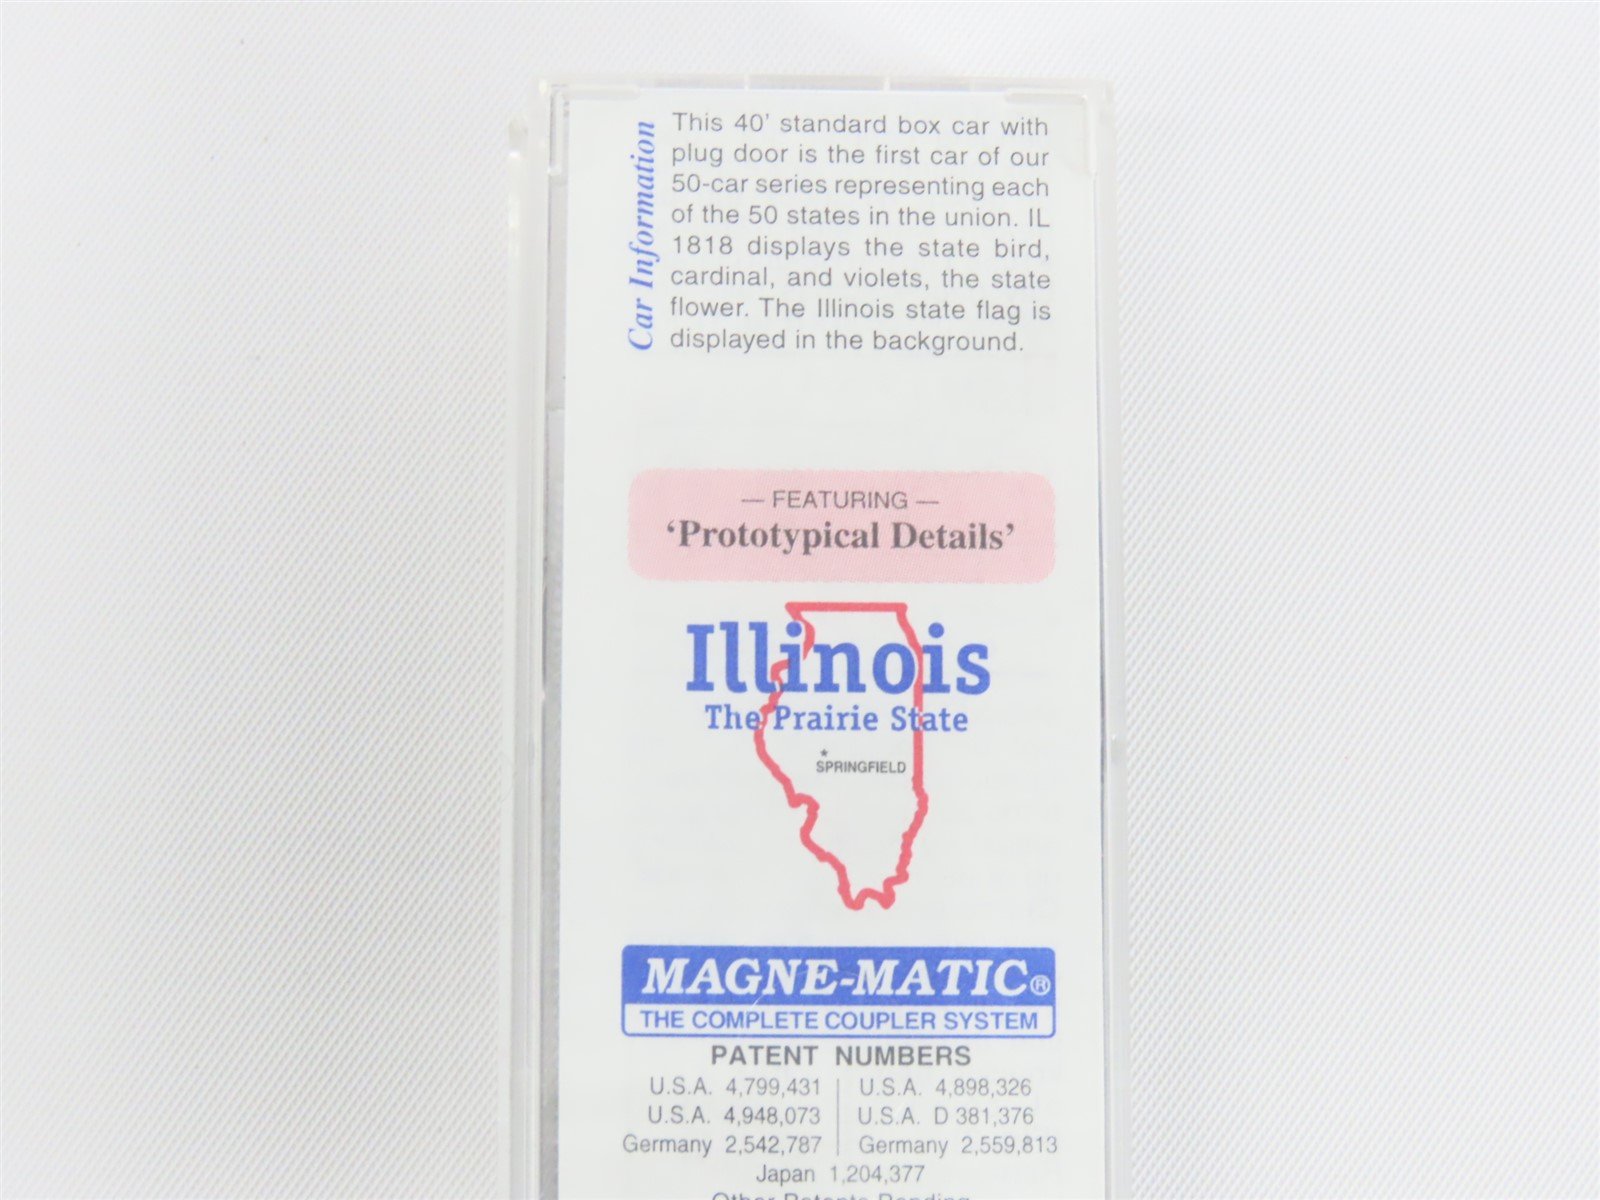 Car Information
This 40' standard box car with
plug door is the first car of our
50-car series representing each
of the 50 states in the union. IL
1818 displays the state bird,
cardinal, and violets, the state
flower. The Illinois state flag is
displayed in the background.
— FEATURING —
‘Prototypical Details’
Illinois
The Prairie State
*
SPRINGFIELD
MAGNE-MATIC®
THE COMPLETE COUPLER SYSTEM
PATENT NUMBERS
U.S.A. 4,799,431 | U.S.A. 4,898,326
U.S.A. 4,948,073 | U.S.A. D 381,376
Germany 2,542,787 | Germany 2,559,813
Japan 1,204,377
Other Patents Pending